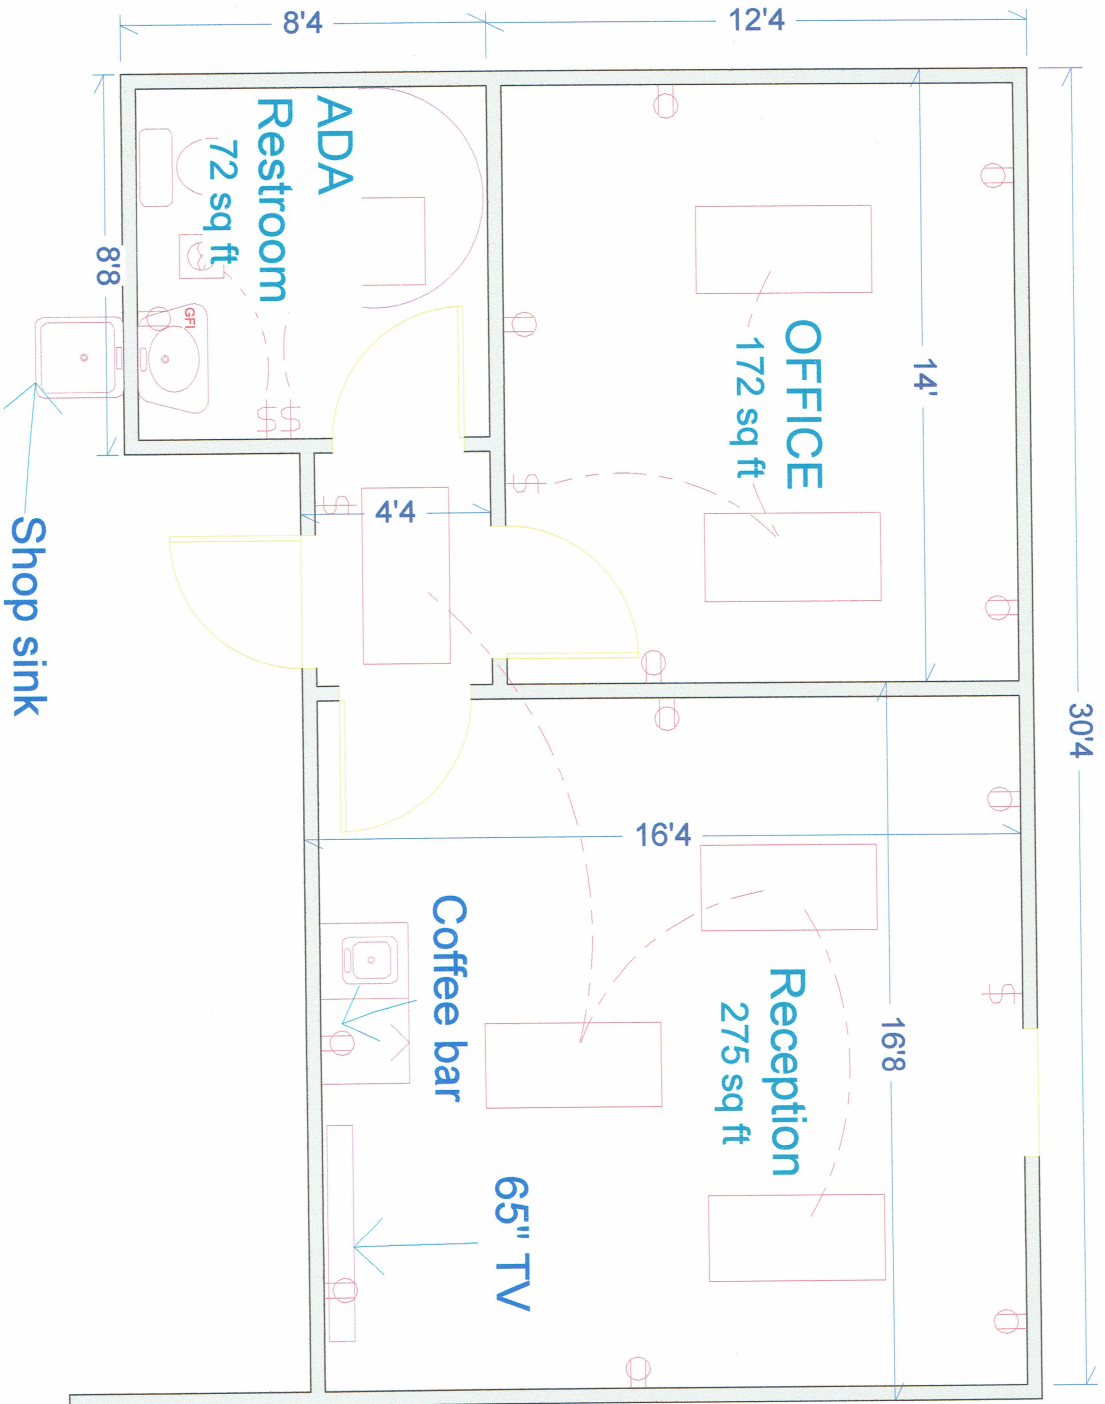 8'4
12'4
ADA
Restroom
72 sq ft
8'8
GFI
$$
OFFICE
172 sq ft
14'
$
$
4'4
30'4
Shop sink
16'4
Coffee bar
Reception
275 sq ft
$
16'8
65" TV